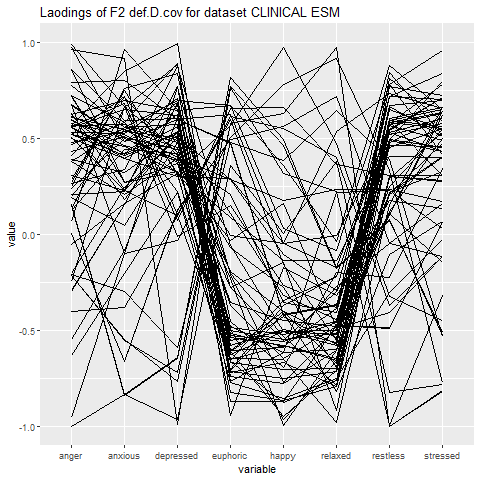 Laodings of F2 def.D.cov for dataset CLINICAL ESM
1.0
0.5
0.0
-0.5
-1.0
value
anger anxious depressed euphoric happy relaxed restless stressed
variable